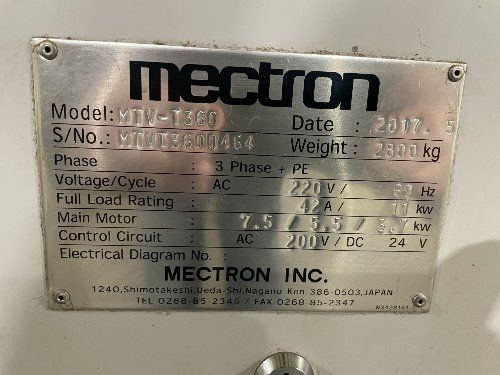 mectron
Model: MTV-T360 Date : 2017. 5
S/No.: MTVT3600464 Weight: 2800 kg
Phase : 3 Phase + PE
Voltage/Cycle : AC 220 V / 60 Hz
Full Load Rating : 42 A / 11 kw
Main Motor : 7.5 / 5.5 / 3.7 kw
Control Circuit : AC 200 V / DC 24 V
Electrical Diagram No. :
MECTRON INC.
1240,Shimotakeshi,Ueda-Shi,Nagano Ken 386-0503,JAPAN
TEL 0268-85-2345 / FAX 0268-85-2347